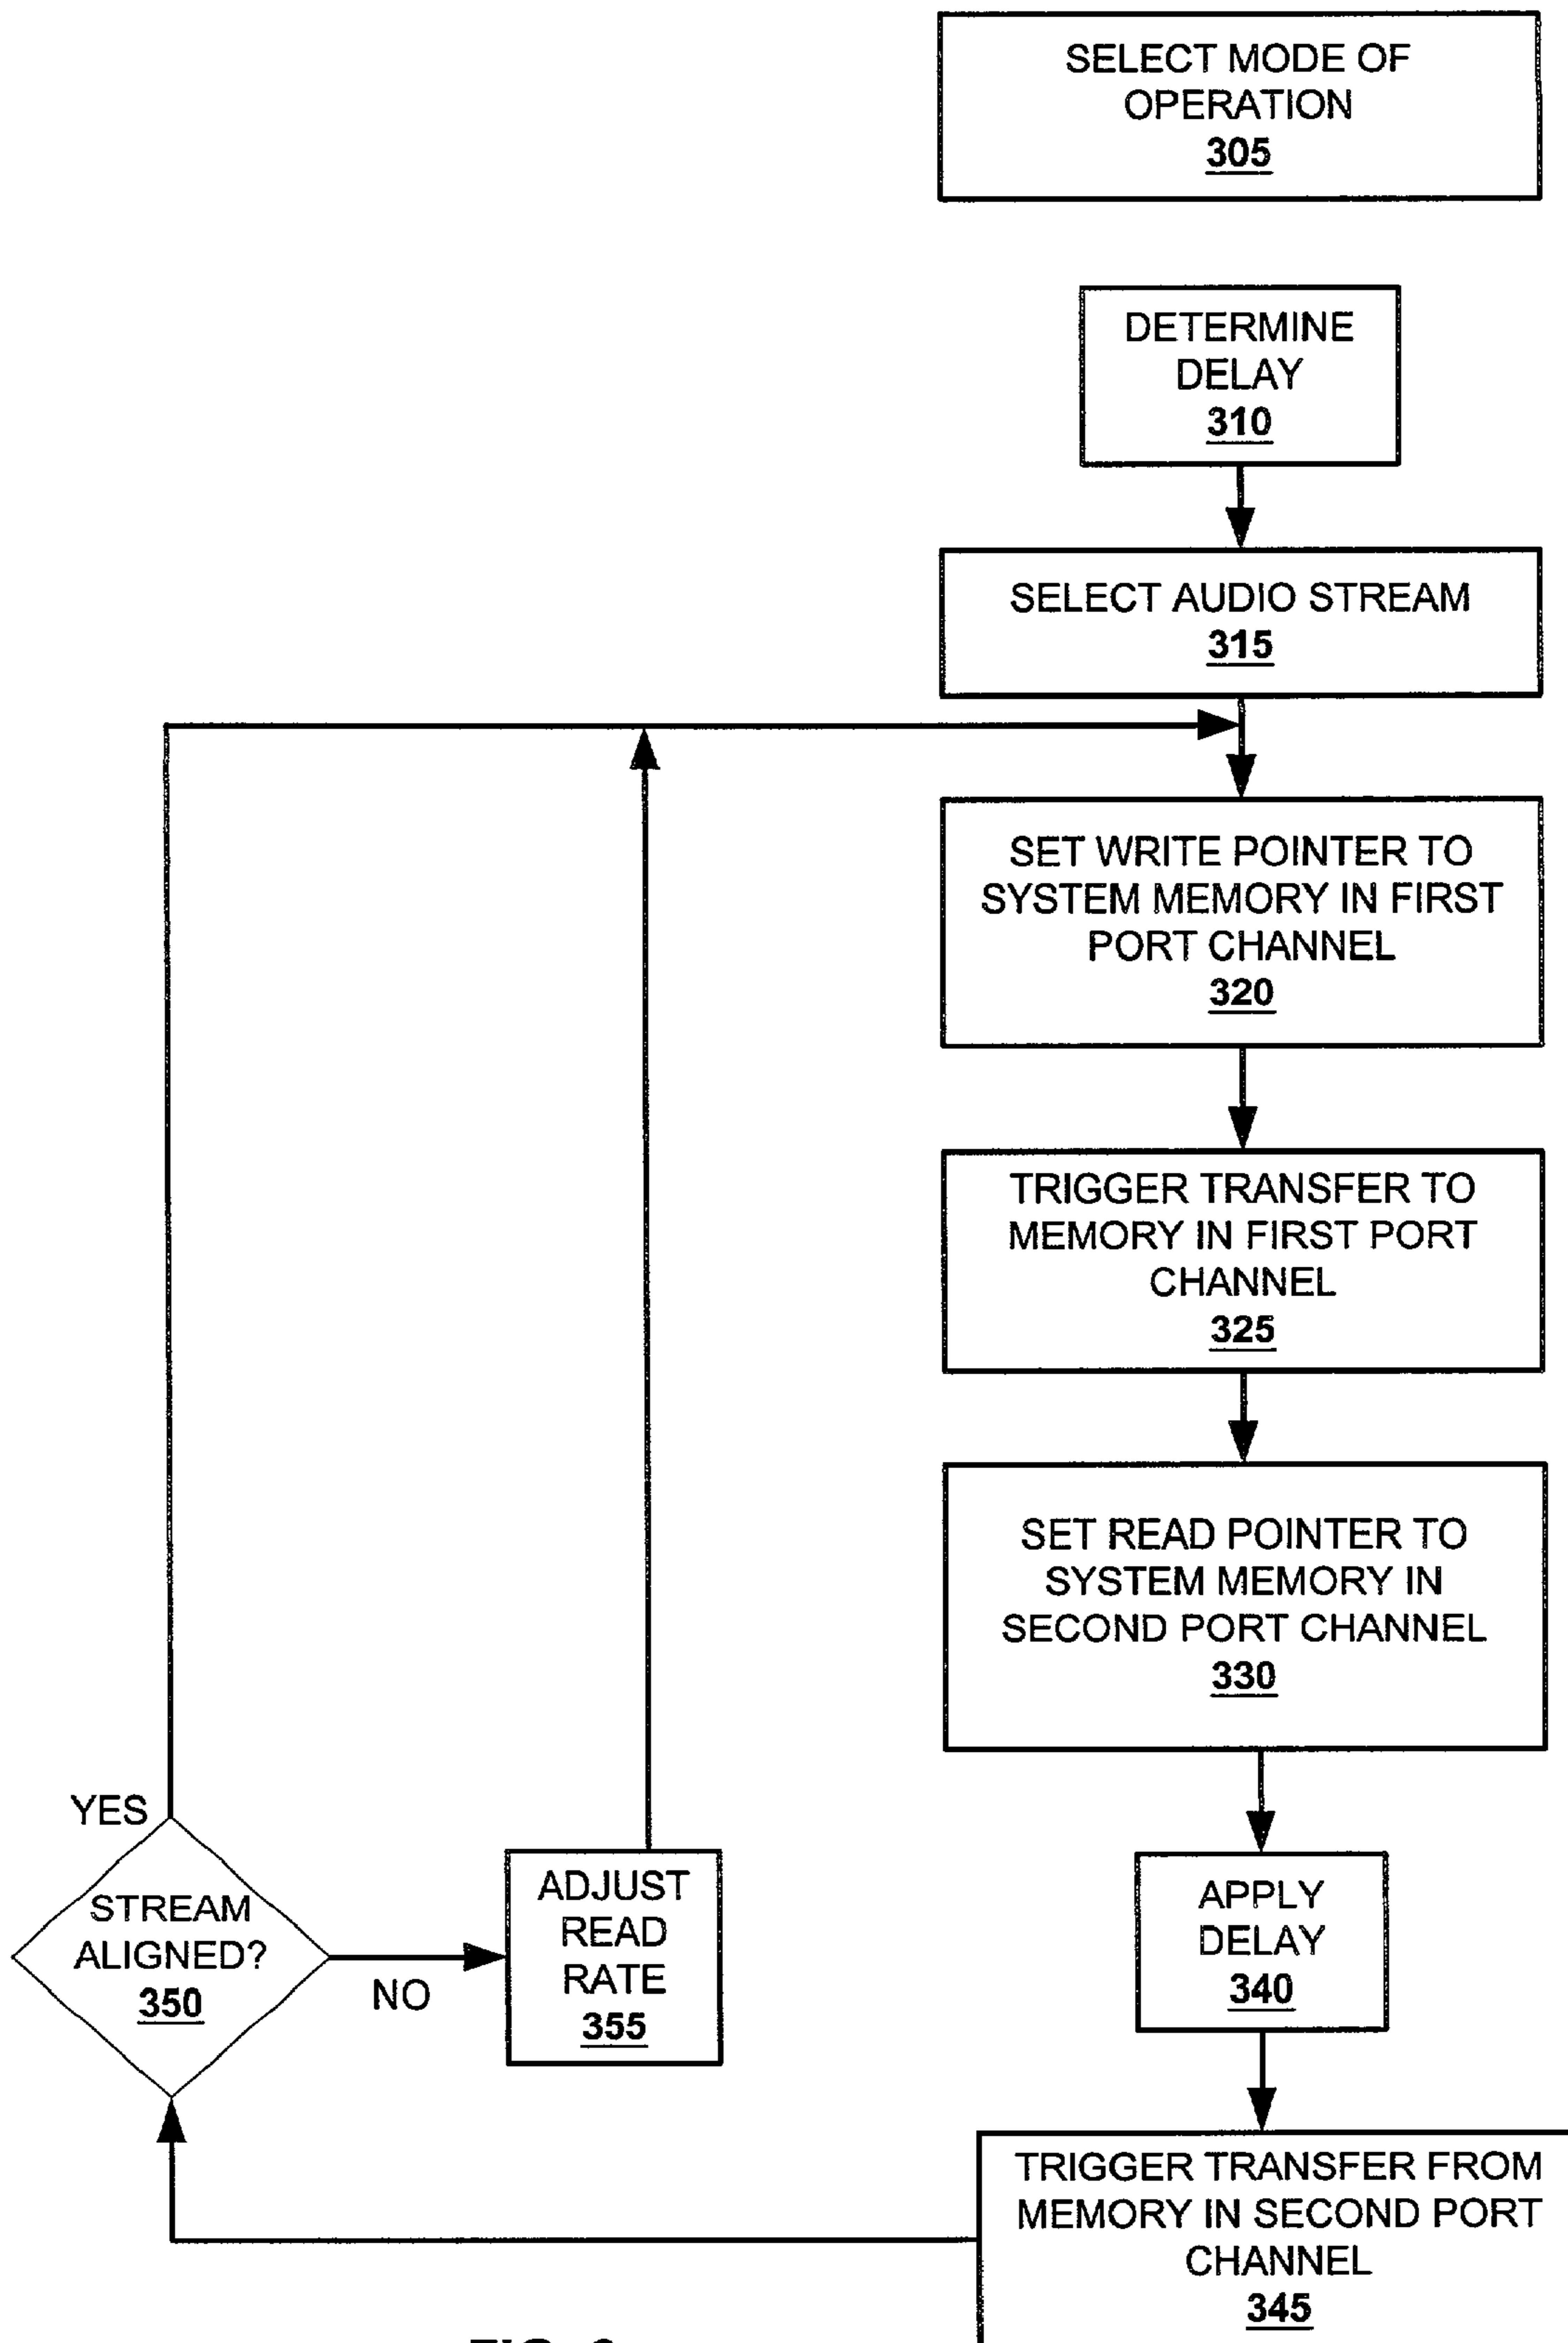 SELECT MODE OF
OPERATION
305
DETERMINE
DELAY
310
SELECT AUDIO STREAM
315
SET WRITE POINTER TO
SYSTEM MEMORY IN FIRST
PORT CHANNEL
320
TRIGGER TRANSFER TO
MEMORY IN FIRST PORT
CHANNEL
325
SET READ POINTER TO
SYSTEM MEMORY IN
SECOND PORT CHANNEL
330
APPLY
DELAY
340
TRIGGER TRANSFER FROM
MEMORY IN SECOND PORT
CHANNEL
345
YES
STREAM
ALIGNED?
350
NO
ADJUST
READ
RATE
355